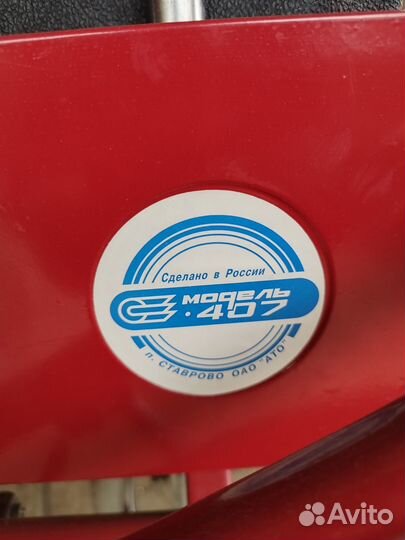 Сделано в России
модель
·407
п. СТАВРОВО ОАО "АТО"
Avito